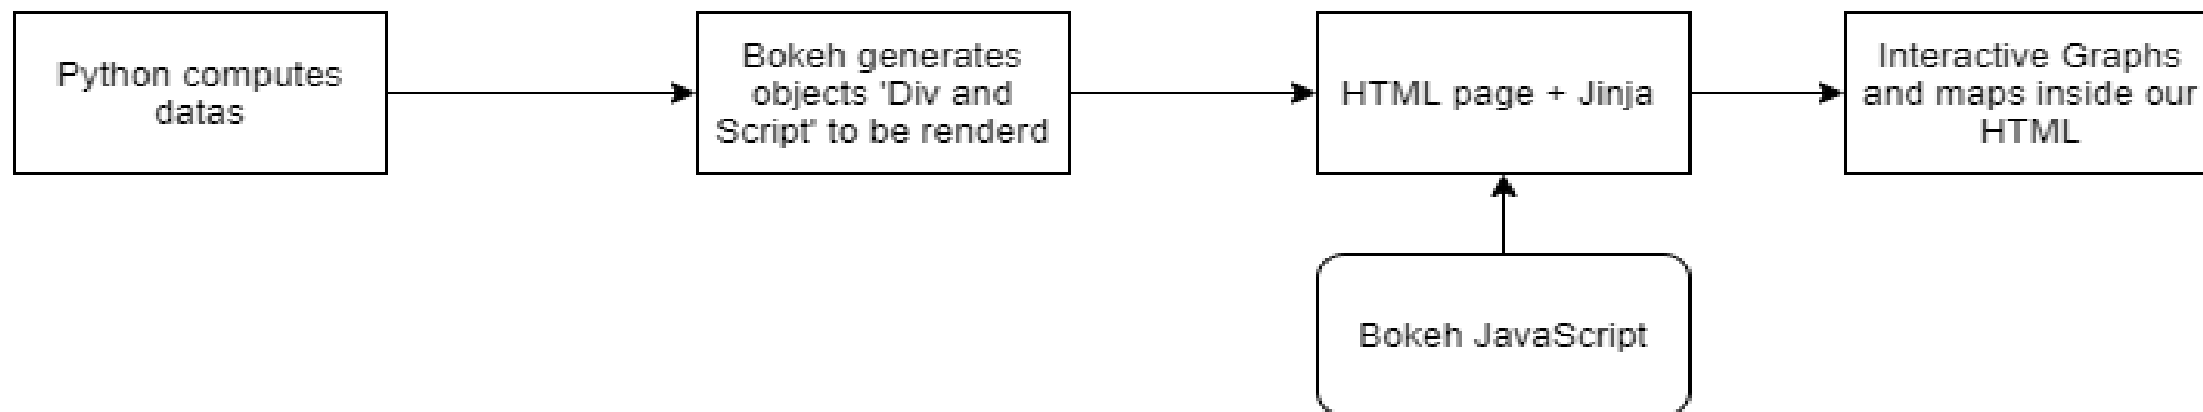 Python computes
datas
Bokeh generates
objects 'Div and
Script' to be renderd
HTML page + Jinja
Interactive Graphs
and maps inside our
HTML
Bokeh JavaScript